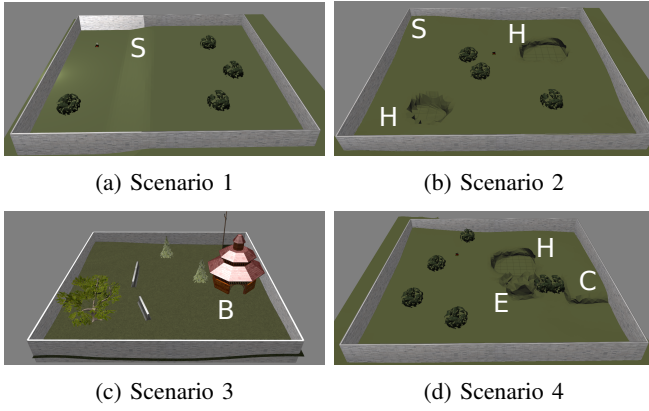 S
S
H
H
(a) Scenario 1
(b) Scenario 2
B
H
E
C
(c) Scenario 3
(d) Scenario 4